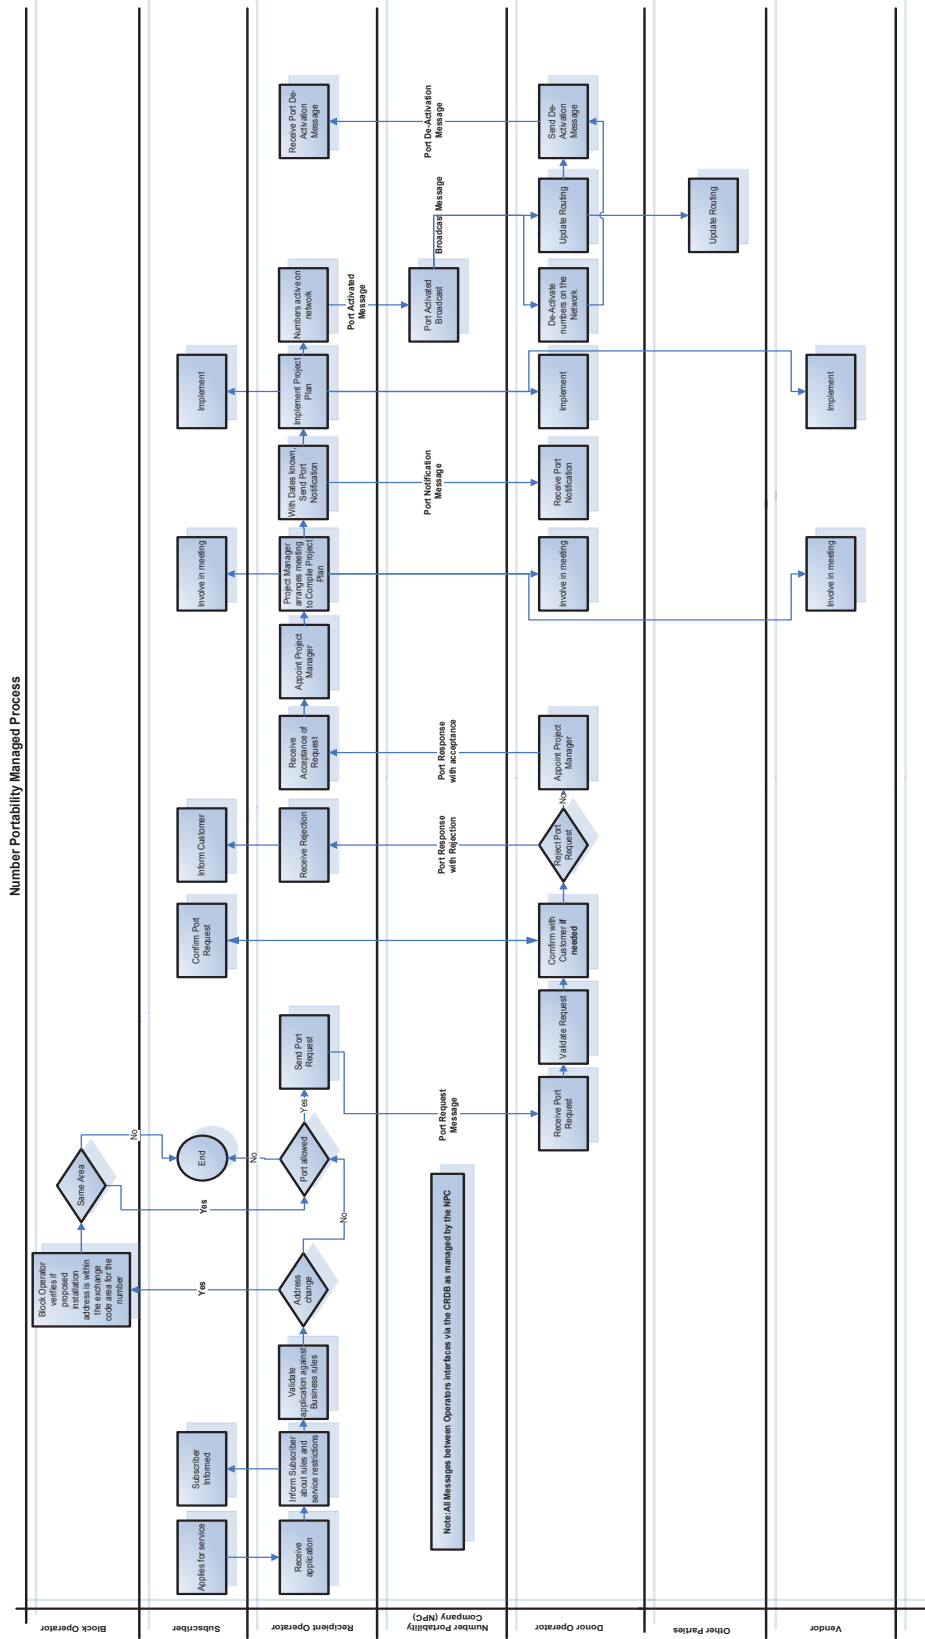 Number Portability Managed Process
Block Operator
Block Operator
verifies if
proposed
installation
address is within
the exchange
code area for the
number
Same Area
No
Yes
Yes
Subscriber
Applies for service
Subscriber
Informed
End
No
Confirm Port
Request
Inform Customer
Involve in meeting
Implement
Recipient Operator
Receive
application
Inform Subscriber
about rules and
service restrictions
Validate
application against
Business rules
Address
change
No
Port allowed
Yes
Send Port
Request
Receive Rejection
Receive
Acceptance of
Request
Appoint Project
Manager
Project Manager
arranges meeting
to Compile Project
Plan
With Dates known,
Send Port
Notification
Implement Project
Plan
Numbers active on
network
Receive Port De-
Activation
Message
Number Portability
Company (NPC)
Note:All Messages between Operators interfaces via the CRDB as managed by the NPC
Port Request
Message
Port Response
with Rejection
Port Response
with acceptance
Port Notification
Message
Port Activated
Message
Port Activated
Broadcast
Broadcast Message
Port De-Activation
Message
Donor Operator
Receive Port
Request
Validate Request
Comfirm with
Customer if
needed
Reject Port
Request
No
Appoint Project
Manager
Involve in meeting
Receive Port
Notification
Implement
De-Activate
numbers on the
Network
Update Routing
Send De-
Activation
Message
Other Parties
Update Routing
Vendor
Involve in meeting
Implement